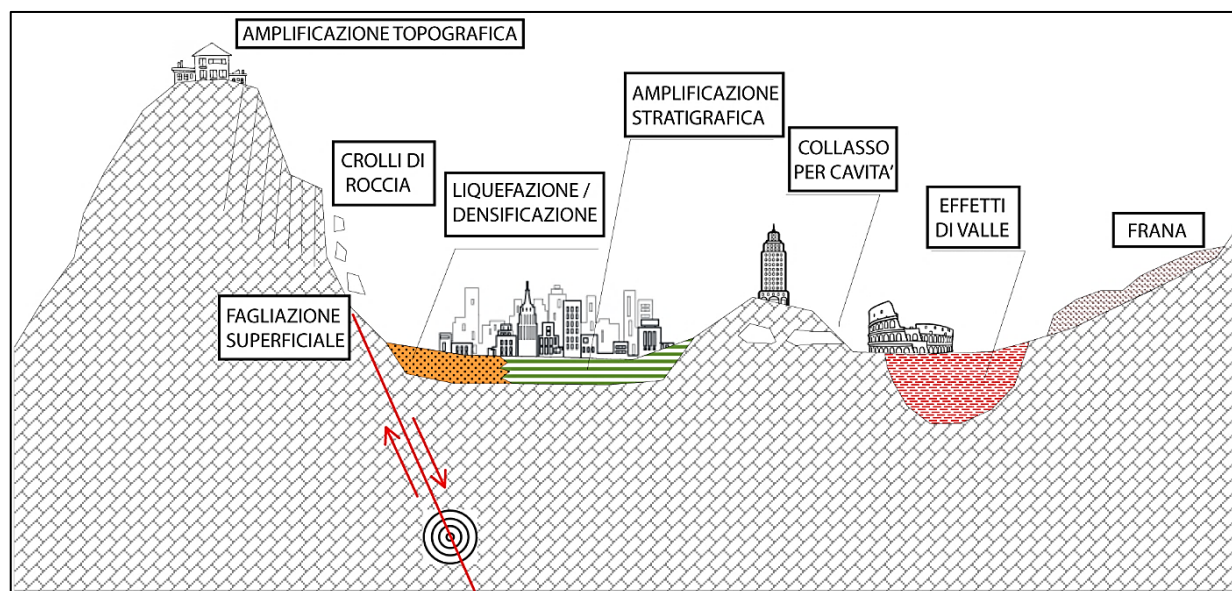 AMPLIFICAZIONE TOPOGRAFICA
CROLLI DI
ROCCIA
LIQUEFAZIONE /
DENSIFICAZIONE
AMPLIFICAZIONE
STRATIGRAFICA
COLLASSO
PER CAVITA'
EFFETTI
DI VALLE
FRANA
FAGLIAZIONE
SUPERFICIALE